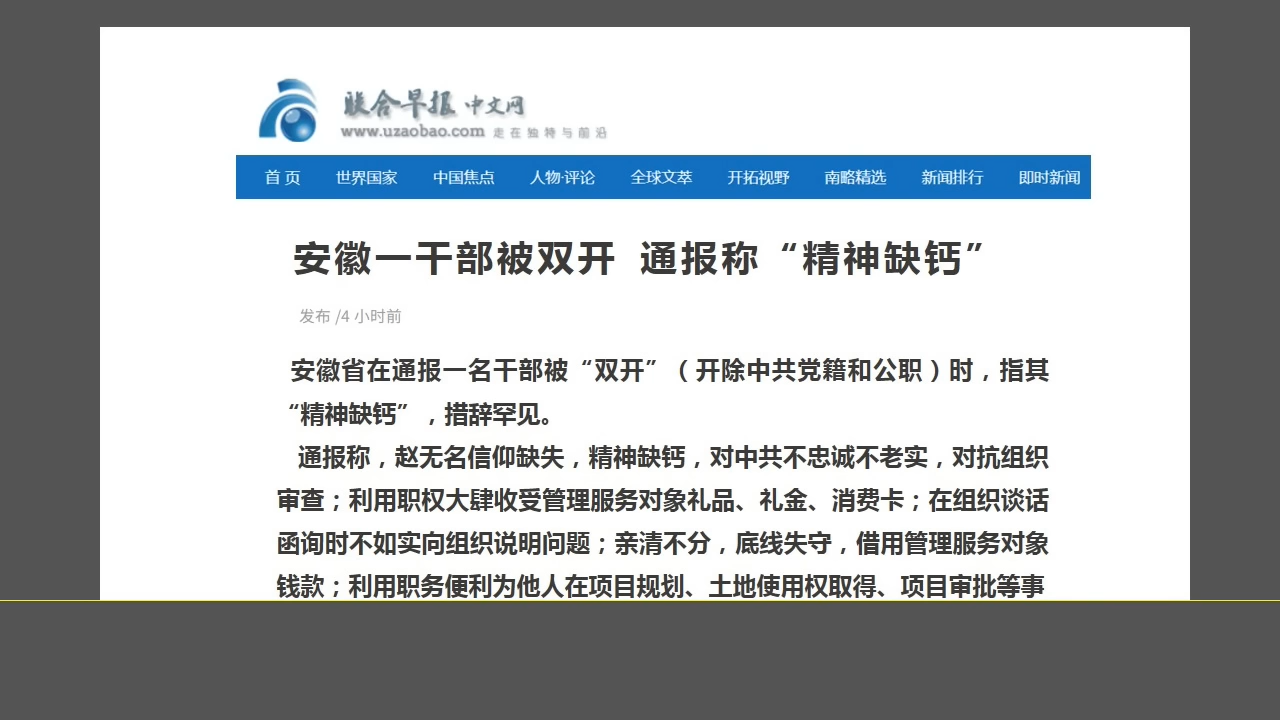 联合早报 中文网
www.uzaobao.com 走在独特与前沿
首 页 世界国家 中国焦点 人物·评论 全球文萃 开拓视野 南略精选 新闻排行 即时新闻
安徽一干部被双开 通报称“精神缺钙”
发布 /4 小时前
安徽省在通报一名干部被“双开”（开除中共党籍和公职）时，指其
“精神缺钙”，措辞罕见。
通报称，赵无名信仰缺失，精神缺钙，对中共不忠诚不老实，对抗组织
审查；利用职权大肆收受管理服务对象礼品、礼金、消费卡；在组织谈话
函询时不如实向组织说明问题；亲清不分，底线失守，借用管理服务对象
钱款；利用职务便利为他人在项目规划、土地使用权取得、项目审批等事